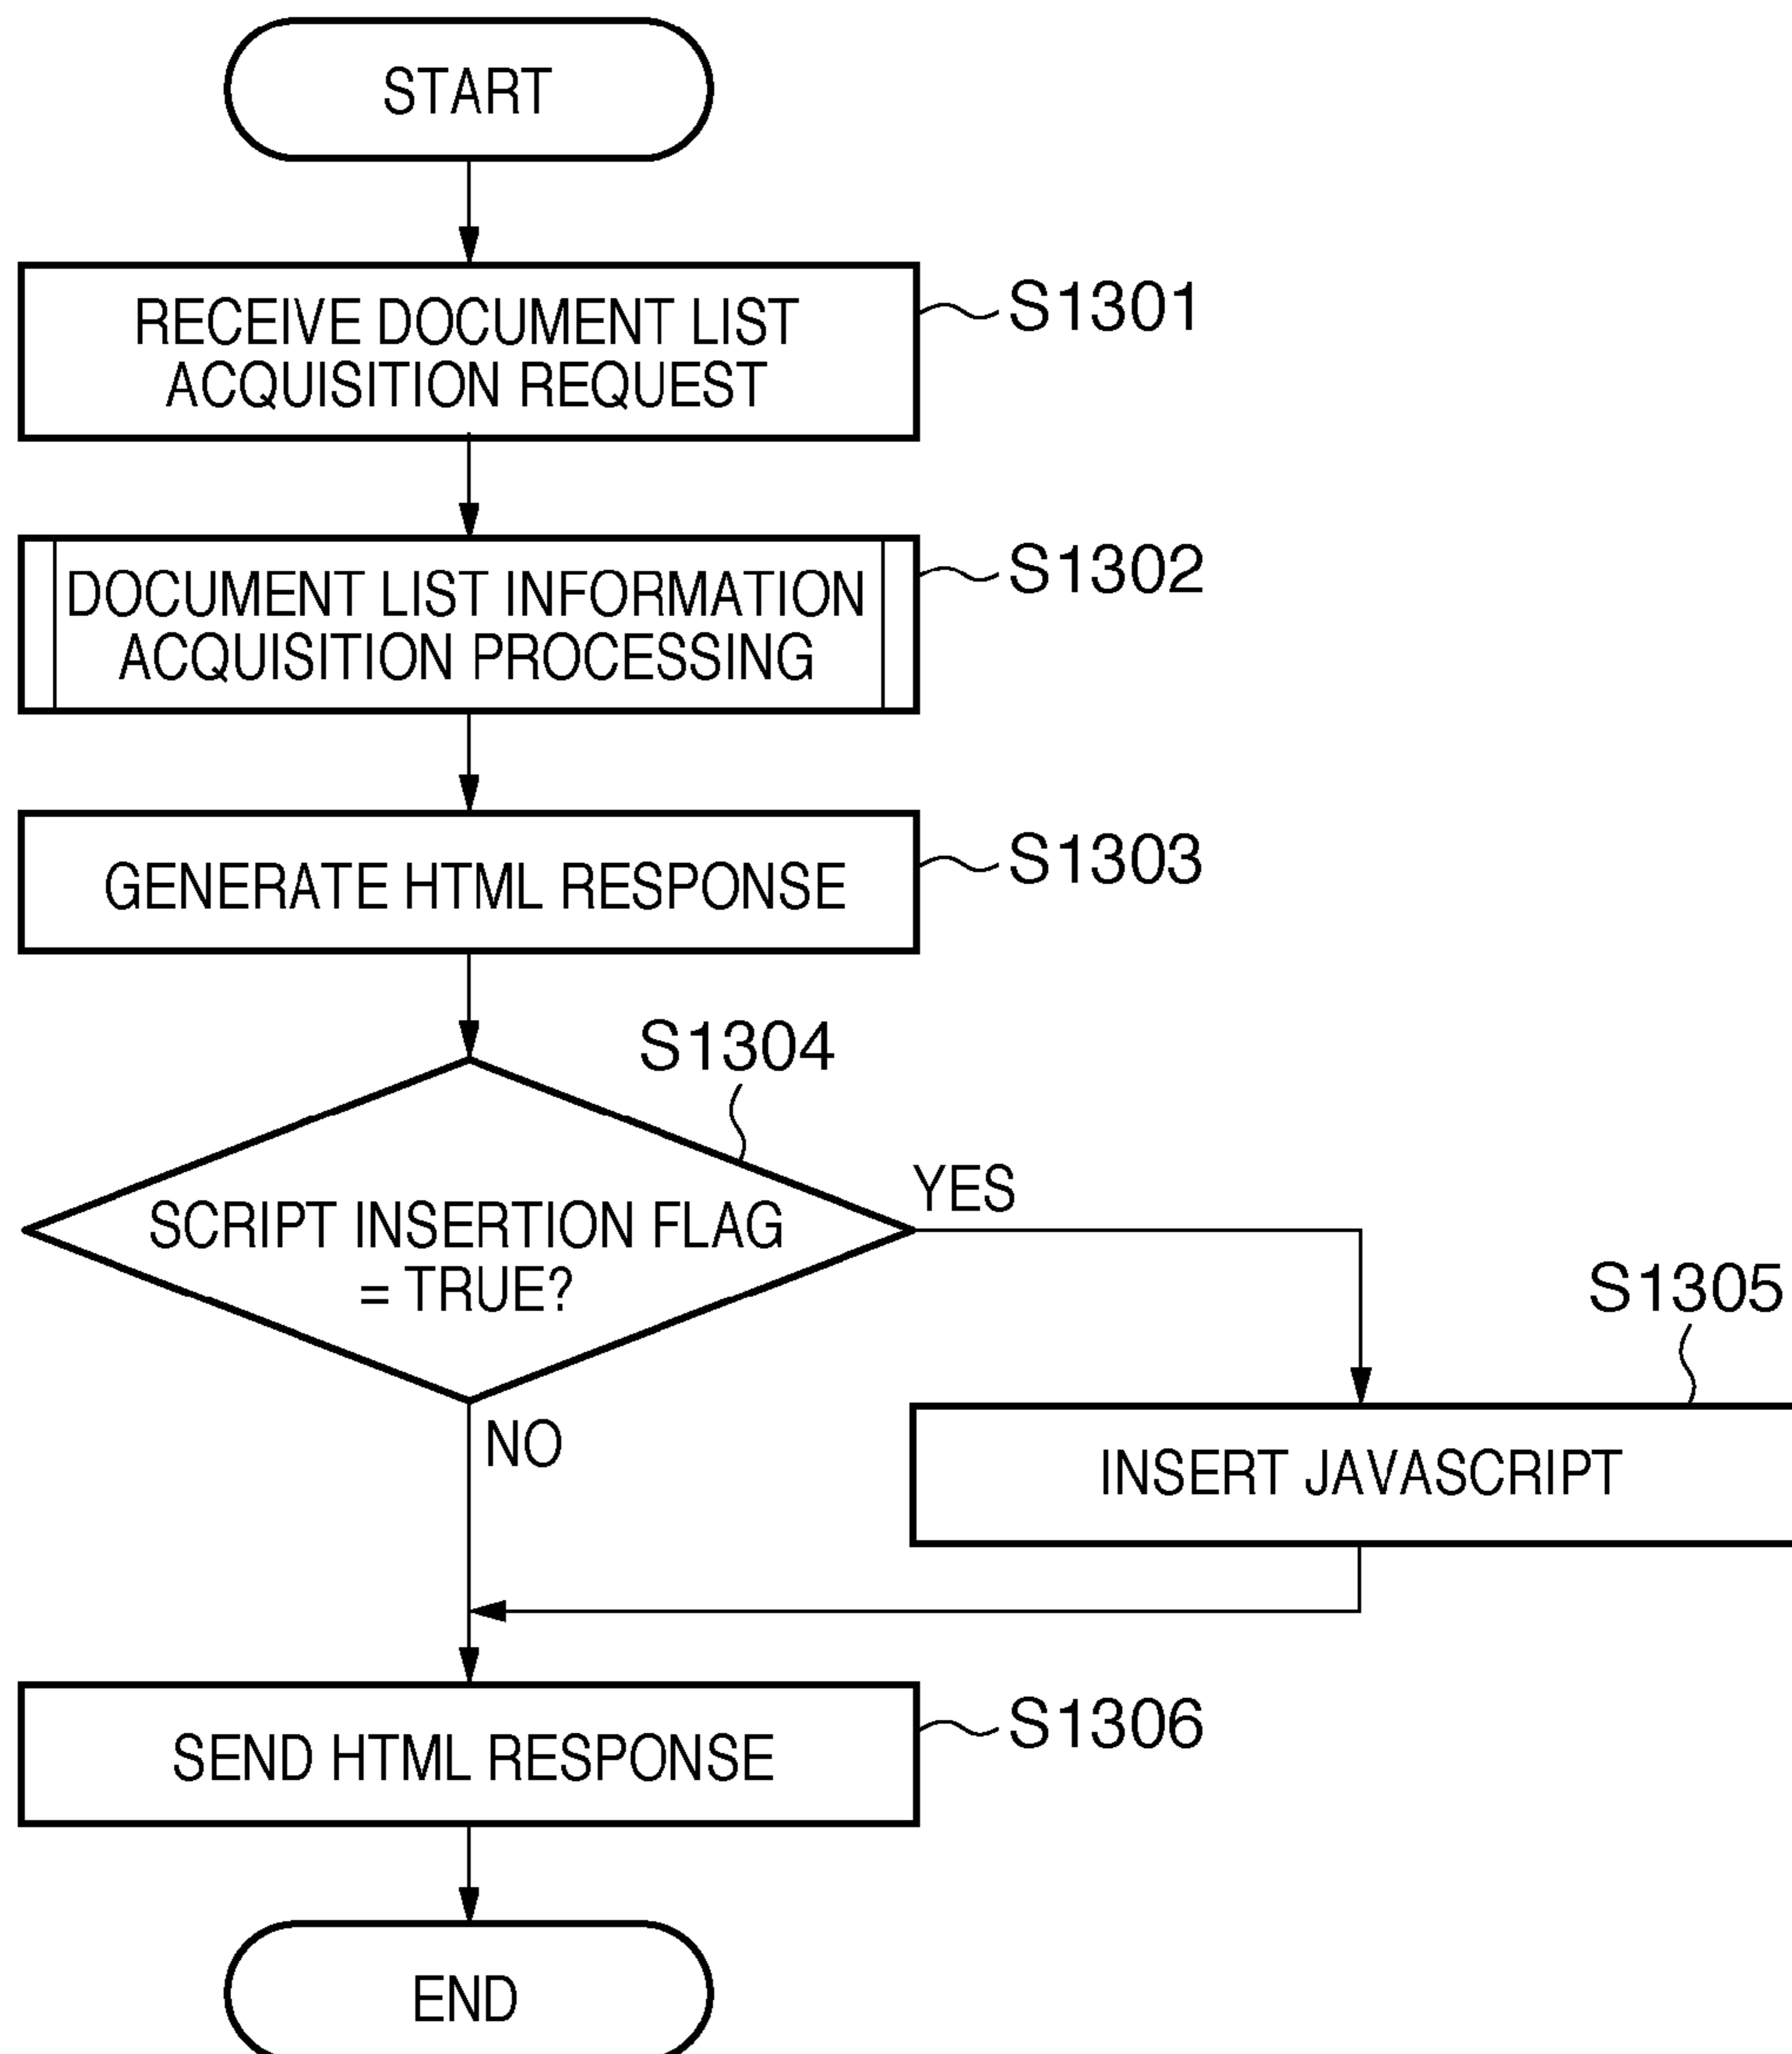 START
RECEIVE DOCUMENT LIST
ACQUISITION REQUEST
S1301
DOCUMENT LIST INFORMATION
ACQUISITION PROCESSING
S1302
GENERATE HTML RESPONSE
S1303
S1304
SCRIPT INSERTION FLAG
= TRUE?
YES
NO
S1305
INSERT JAVASCRIPT
SEND HTML RESPONSE
S1306
END